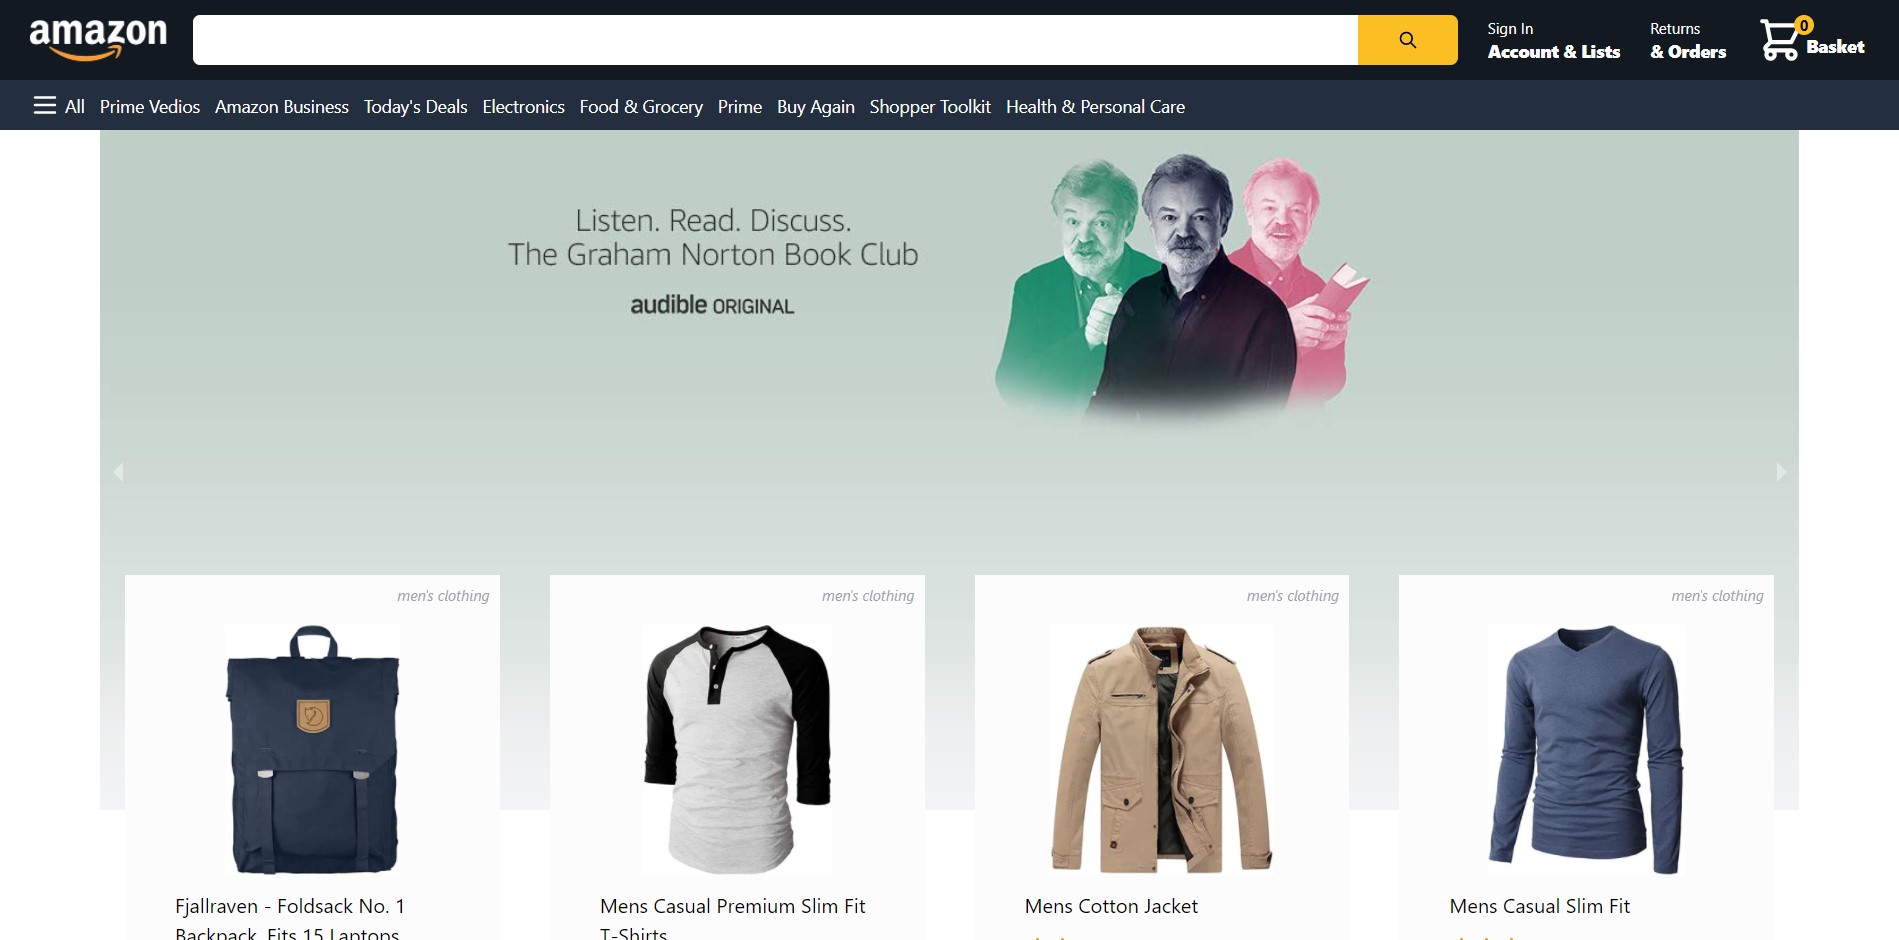 amazon
Sign In
Account & Lists
Returns
& Orders
0
Basket
All Prime Vedios Amazon Business Today's Deals Electronics Food & Grocery Prime Buy Again Shopper Toolkit Health & Personal Care
Listen. Read. Discuss.
The Graham Norton Book Club
audible ORIGINAL
men's clothing
men's clothing
men's clothing
men's clothing
Fjallraven - Foldsack No. 1
Backpack, Fits 15 Laptops
Mens Casual Premium Slim Fit
T-Shirts
Mens Cotton Jacket
Mens Casual Slim Fit